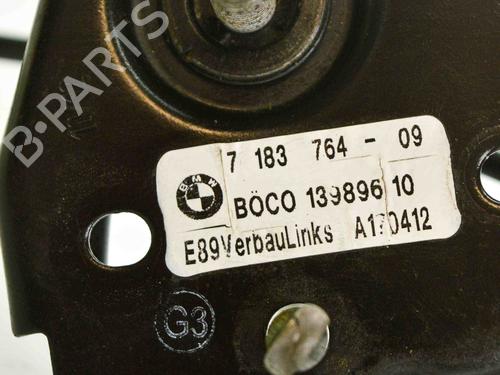 B-PARTS
7 183 764 - 09
BMW
BÖCO 139896 10
E89VerbauLinks A170412
G3